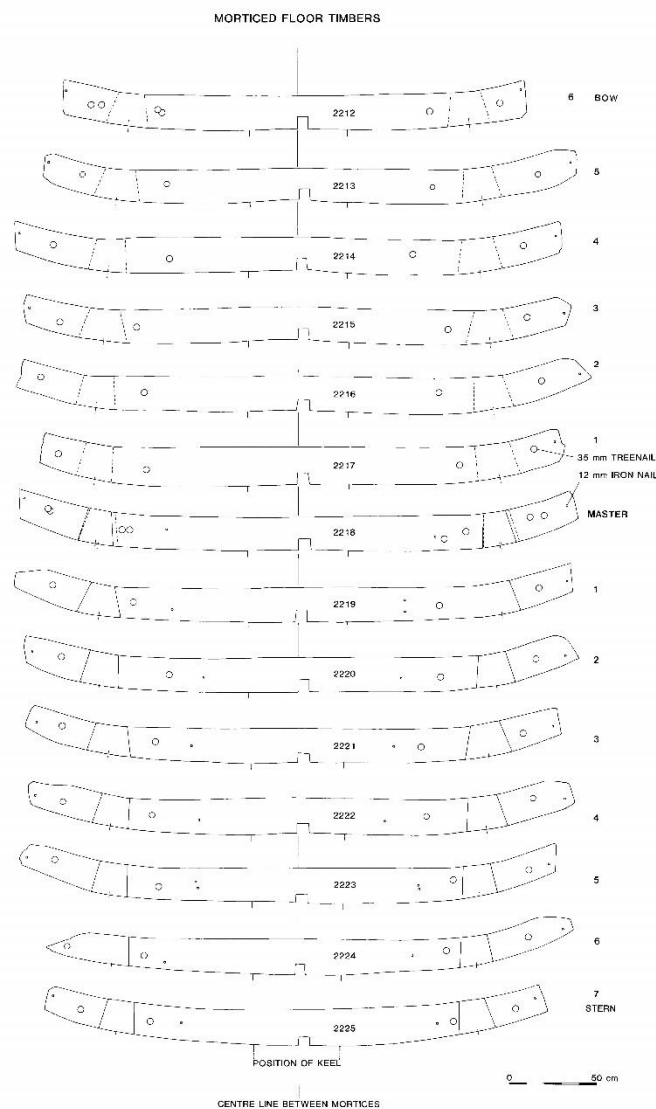 MORTICED FLOOR TIMBERS
2212
6 BOW
2213
5
2214
4
2215
3
2216
2
2217
1
35 mm TREENAIL
12 mm IRON NAIL
2218
MASTER
2219
1
2220
2
2221
3
2222
4
2223
5
2224
6
7
STERN
2225
POSITION OF KEEL
0 50 cm
CENTRE LINE BETWEEN MORTICES